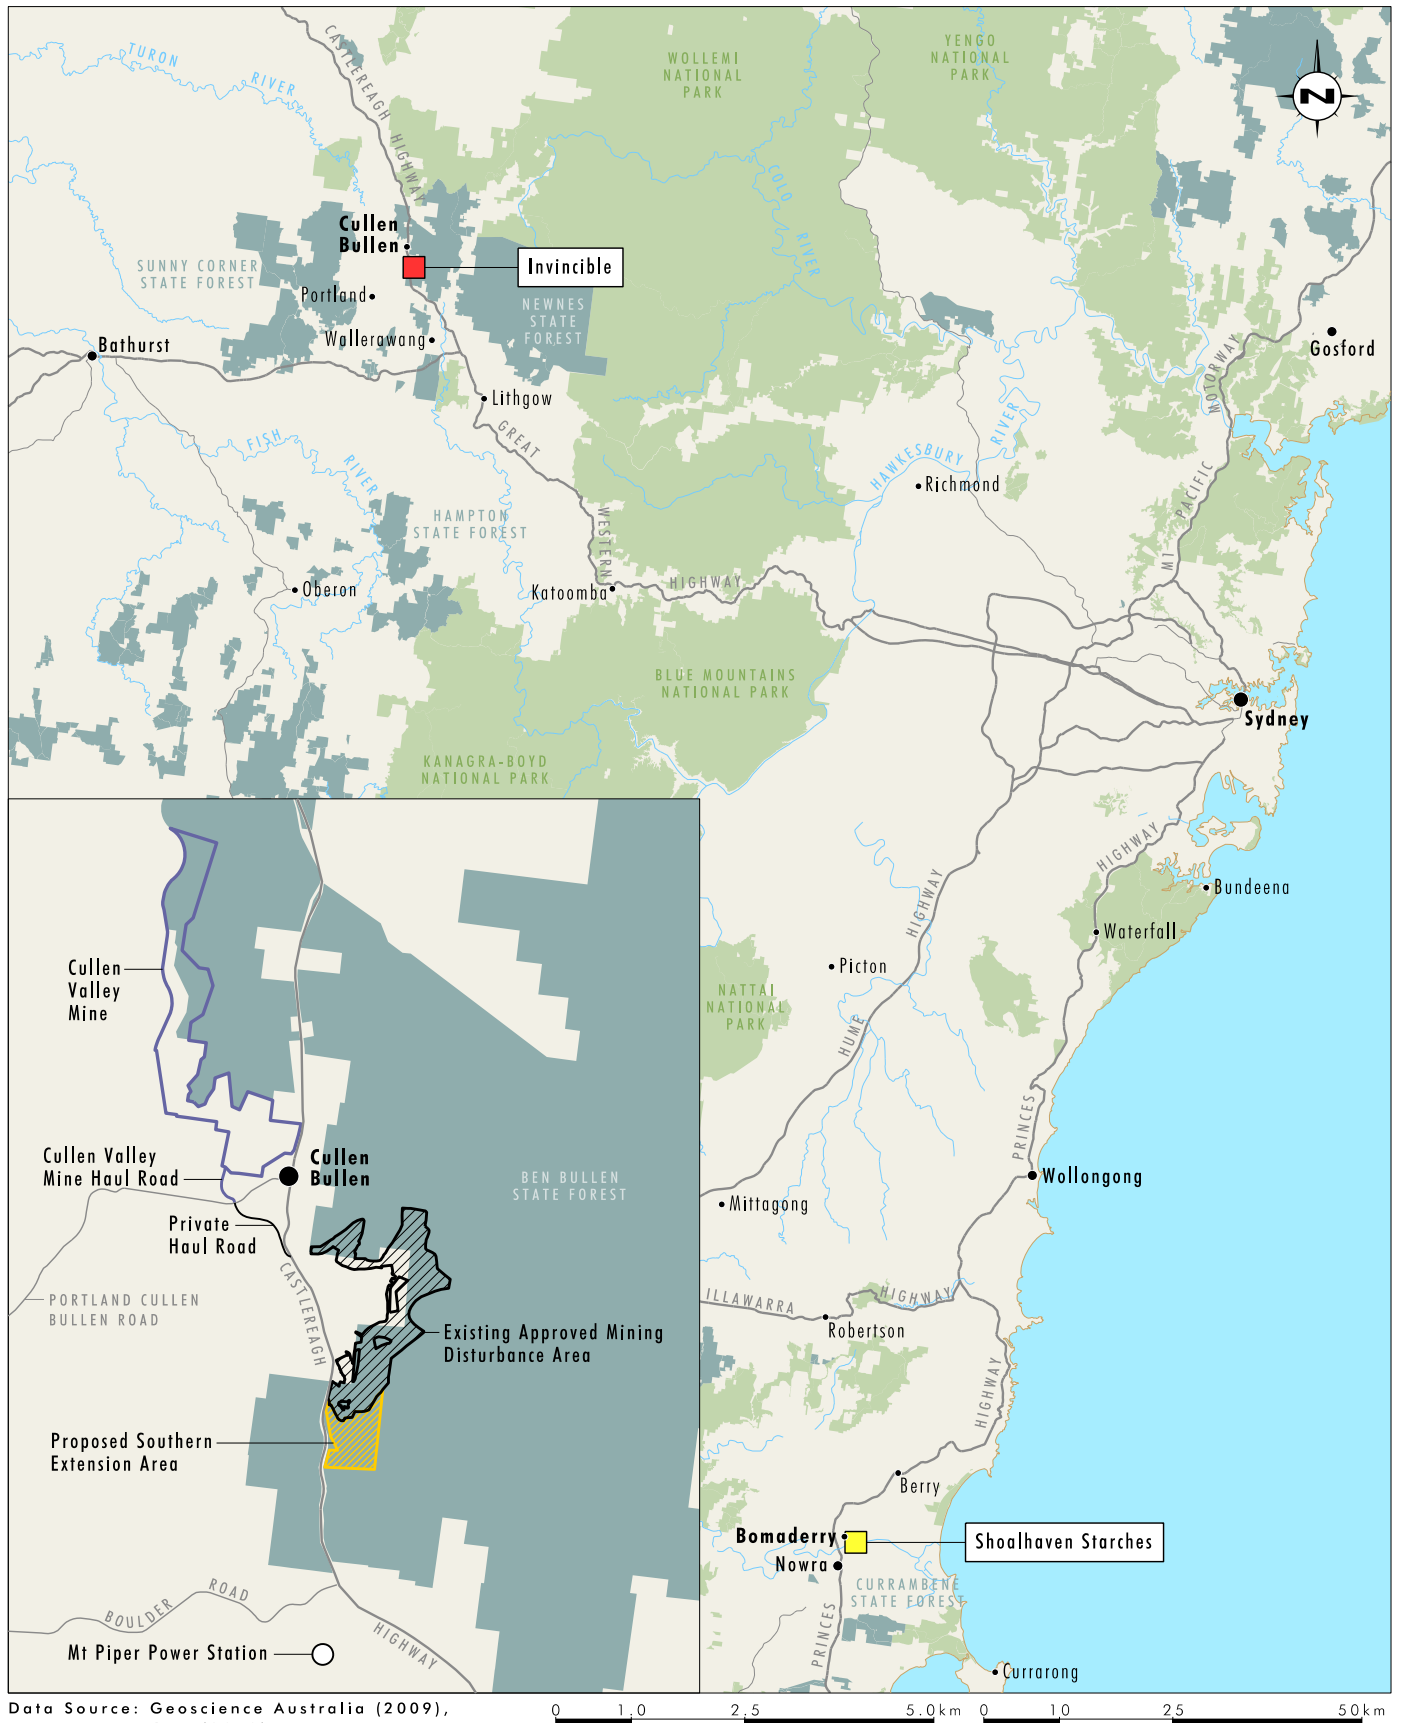 TURON
RIVER
CASTLEREAGH HIGHWAY
WOLLEMI
NATIONAL
PARK
YENGO
NATIONAL
PARK
N
COLO
RIVER
Cullen
Bullen
Invincible
SUNNY CORNER
STATE FOREST
Portland
NEWNES
STATE
FOREST
Wallerawang
Bathurst
Gosford
MOTORWAY
Lithgow
GREAT
FISH
RIVER
HAWKESBURY
RIVER
Richmond
PACIFIC
M1
HAMPTON
STATE FOREST
WESTERN
HIGHWAY
Oberon
Katoomba
BLUE MOUNTAINS
NATIONAL PARK
Sydney
KANAGRA-BOYD
NATIONAL PARK
HIGHWAY
Bundeena
HIGHWAY
Waterfall
Picton
NATTAI
NATIONAL
PARK
HUME
PRINCES
Wollongong
Mittagong
ILLAWARRA
HIGHWAY
Robertson
HIGHWAY
Berry
Bomaderry
Shoalhaven Starches
Nowra
CURRAMBENE
STATE FOREST
PRINCES
Currarong
Cullen
Valley
Mine
Cullen Valley
Mine Haul Road
Cullen
Bullen
BEN BULLEN
STATE FOREST
Private
Haul Road
CASTLEREAGH
PORTLAND CULLEN
BULLEN ROAD
Existing Approved Mining
Disturbance Area
Proposed Southern
Extension Area
BOULDER
ROAD
HIGHWAY
Mt Piper Power Station
Data Source: Geoscience Australia (2009),
0 1.0 2.5 5.0km
0 10 25 50km